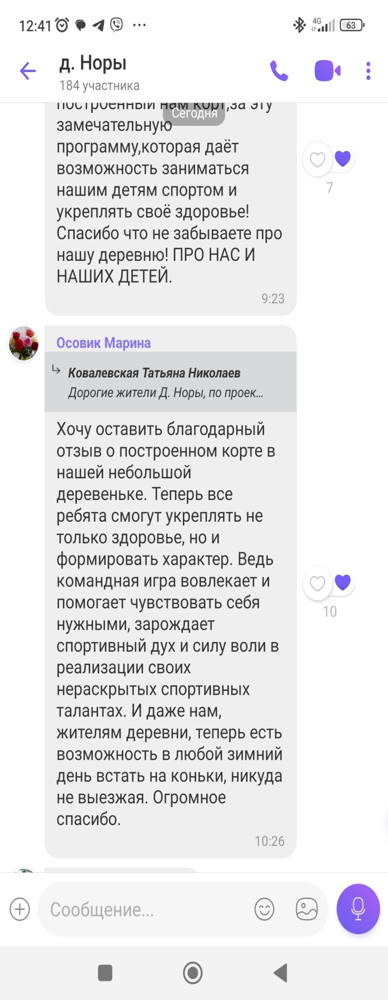 12:41
4G
63
д. Норы
184 участника
построенный нам корт,за эту
Сегодня
замечательную
программу,которая даёт
возможность заниматься
нашим детям спортом и
укреплять своё здоровье!
Спасибо что не забываете про
нашу деревню! ПРО НАС И
НАШИХ ДЕТЕЙ.
9:23
7
Осовик Марина
Ковалевская Татьяна Николаев
Дорогие жители Д. Норы, по проек...
Хочу оставить благодарный
отзыв о построенном корте в
нашей небольшой
деревеньке. Теперь все
ребята смогут укреплять не
только здоровье, но и
формировать характер. Ведь
командная игра вовлекает и
помогает чувствовать себя
нужными, зарождает
спортивный дух и силу воли в
реализации своих
нераскрытых спортивных
талантах. И даже нам,
жителям деревни, теперь есть
возможность в любой зимний
день встать на коньки, никуда
не выезжая. Огромное
спасибо.
10:26
10
Сообщение...